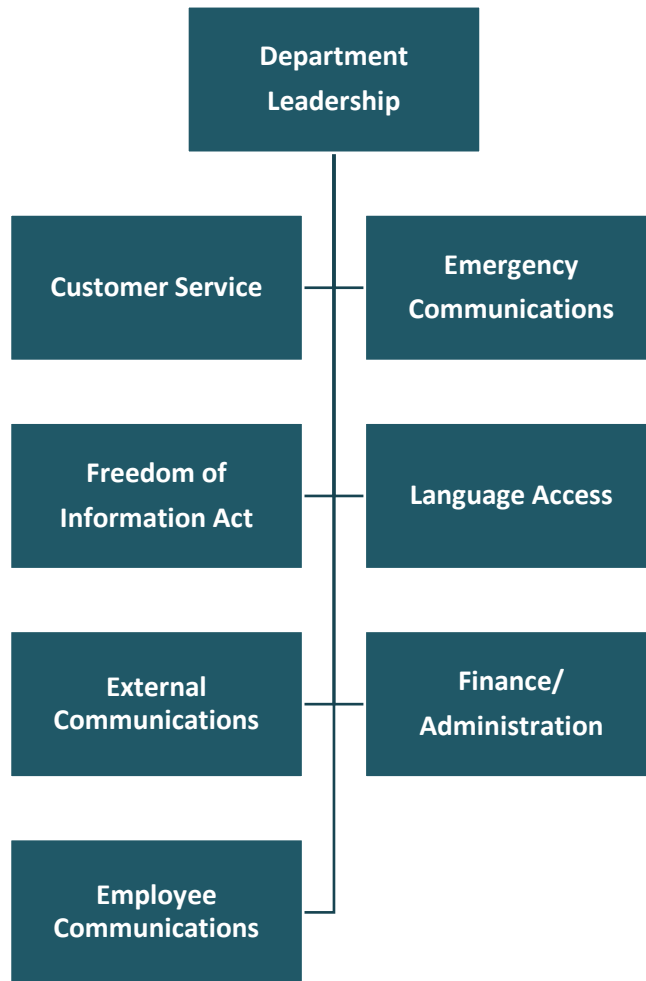 Department
Leadership
Customer Service
Emergency
Communications
Freedom of
Information Act
Language Access
External
Communications
Finance/
Administration
Employee
Communications